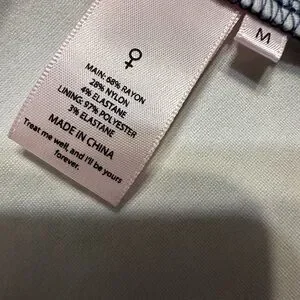 MAIN: 68% RAYON
28% NYLON
4% ELASTANE
LINING: 97% POLYESTER
3% ELASTANE
MADE IN CHINA
Treat me well, and I'll be yours
forever.
M